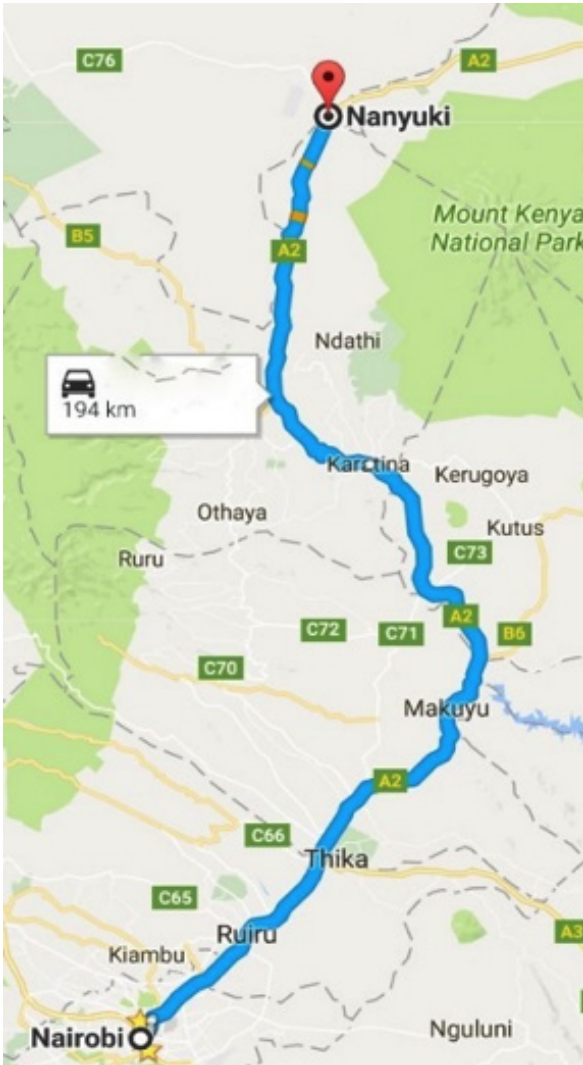 C76
A2
Nanyuki
Mount Kenya
National Park
B5
A2
Ndathi
194 km
Karctina
Kerugoya
Othaya
Kutus
Ruru
C73
A2
C72
C71
B6
C70
Makuyu
A2
C66
Thika
C65
A3
Ruiru
Kiambu
Nairobi
Nguluni